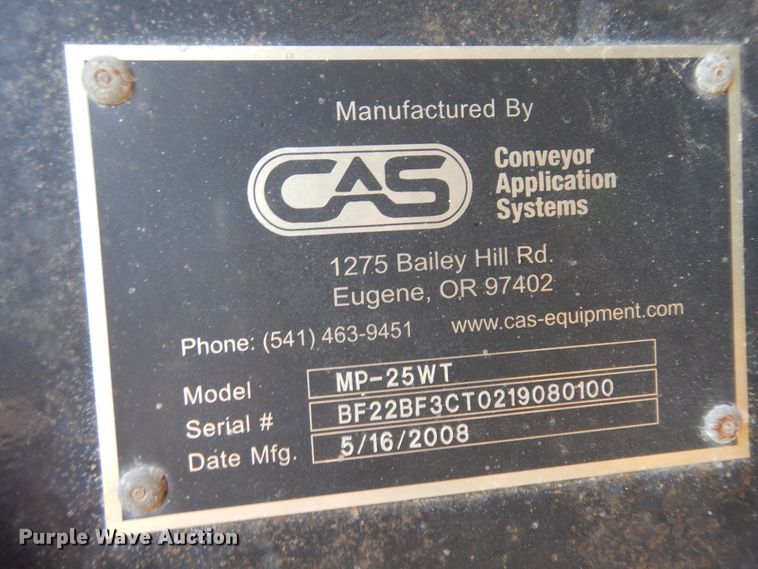 Manufactured By
CAS
Conveyor
Application
Systems
1275 Bailey Hill Rd.
Eugene, OR 97402
Phone: (541) 463-9451 www.cas-equipment.com
Model MP-25WT
Serial # BF22BF3CT0219080100
Date Mfg. 5/16/2008
Purple Wave Auction